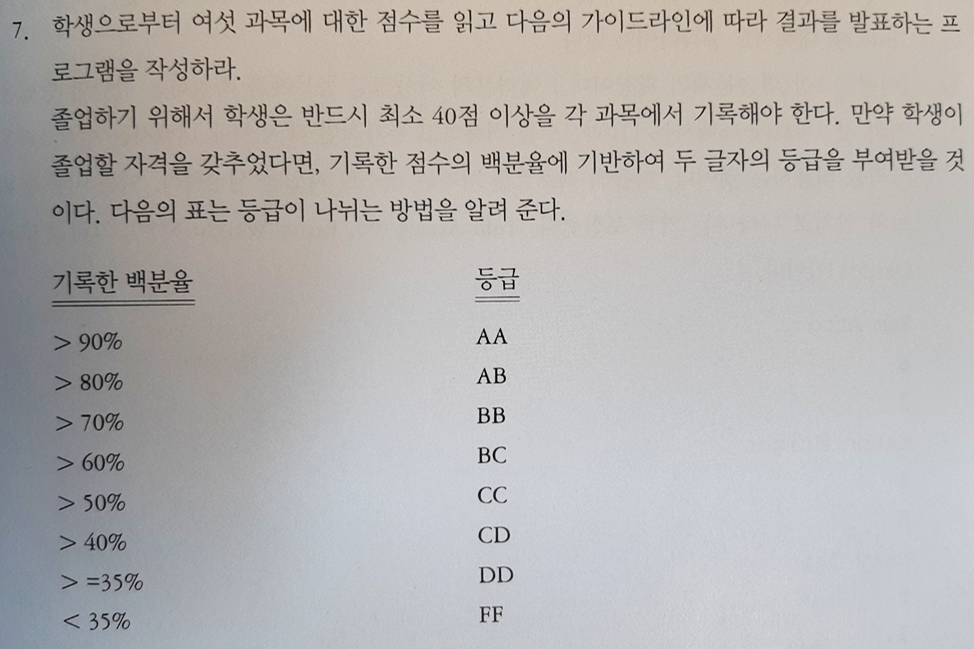 7. 학생으로부터 여섯 과목에 대한 점수를 읽고 다음의 가이드라인에 따라 결과를 발표하는 프
로그램을 작성하라.
졸업하기 위해서 학생은 반드시 최소 40점 이상을 각 과목에서 기록해야 한다. 만약 학생이
졸업할 자격을 갖추었다면, 기록한 점수의 백분율에 기반하여 두 글자의 등급을 부여받을 것
이다. 다음의 표는 등급이 나뉘는 방법을 알려 준다.
기록한 백분율 등급
> 90% AA
> 80% AB
> 70% BB
> 60% BC
> 50% CC
> 40% CD
> =35% DD
< 35% FF